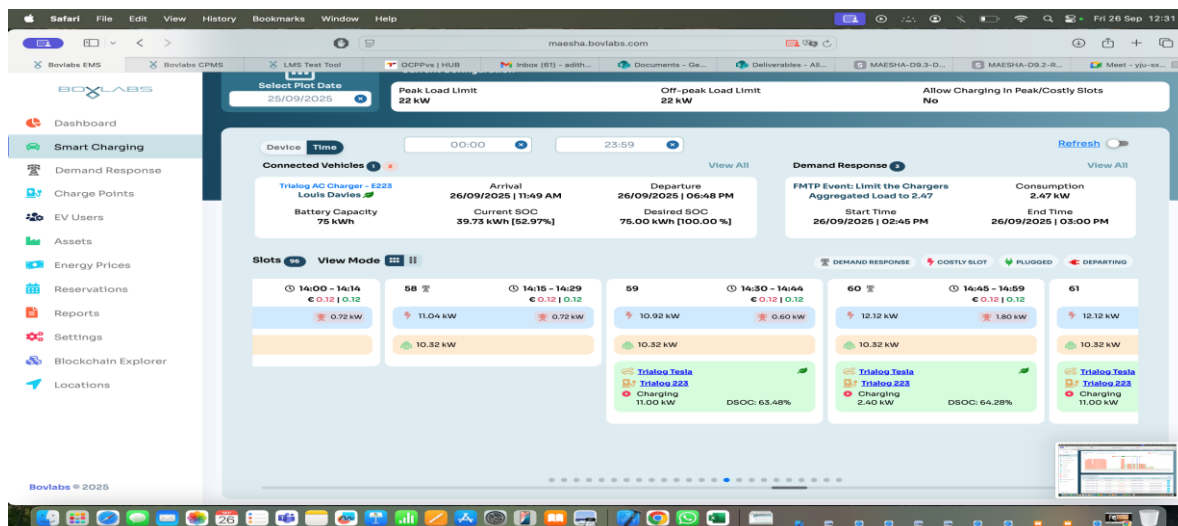 Safari File Edit View History Bookmarks Window Help
Fri 26 Sep 12:31
maesha.bovlabs.com
Bovlabs EMS
Bovlabs CPMS
LMS Test Tool
OCPPvs | HUB
Inbox (61) - adith...
Documents - Ge...
Deliverables - All...
MAESHA-D9.3-D...
MAESHA-D9.2-R...
Meet - yju-sx...
BOVLABS
Dashboard
Smart Charging
Demand Response
Charge Points
EV Users
Assets
Energy Prices
Reservations
Reports
Settings
Blockchain Explorer
Locations
Bovlabs © 2025
Select Plot Date
25/09/2025
Peak Load Limit
22 kW
Off-peak Load Limit
22 kW
Allow Charging In Peak/Costly Slots
No
Device Time
00:00
23:59
Refresh
Connected Vehicles 1 2
View All
Trialog AC Charger - E223
Louis Davies
Arrival
26/09/2025 | 11:49 AM
Departure
26/09/2025 | 06:48 PM
Battery Capacity
75 kWh
Current SOC
39.73 kWh [52.97%]
Desired SOC
75.00 kWh [100.00 %]
Demand Response
View All
FMTP Event: Limit the Chargers
Aggregated Load to 2.47
Consumption
2.47 kW
Start Time
26/09/2025 | 02:45 PM
End Time
26/09/2025 | 03:00 PM
Slots 96 View Mode
DEMAND RESPONSE
COSTLY SLOT
PLUGGED
DEPARTING
14:00 - 14:14
€ 0.12 | 0.12
0.72 kW
58
14:15 - 14:29
€ 0.12 | 0.12
11.04 kW
0.72 kW
10.32 kW
59
14:30 - 14:44
€ 0.12 | 0.12
10.92 kW
0.60 kW
10.32 kW
Trialog Tesla
Trialog 223
Charging
11.00 kW
DSOC: 63.48%
60
14:45 - 14:59
€ 0.12 | 0.12
12.12 kW
1.80 kW
10.32 kW
Trialog Tesla
Trialog 223
Charging
2.40 kW
DSOC: 64.28%
61
12.12 kW
10.32 kW
Trialog Tesla
Trialog 223
Charging
11.00 kW